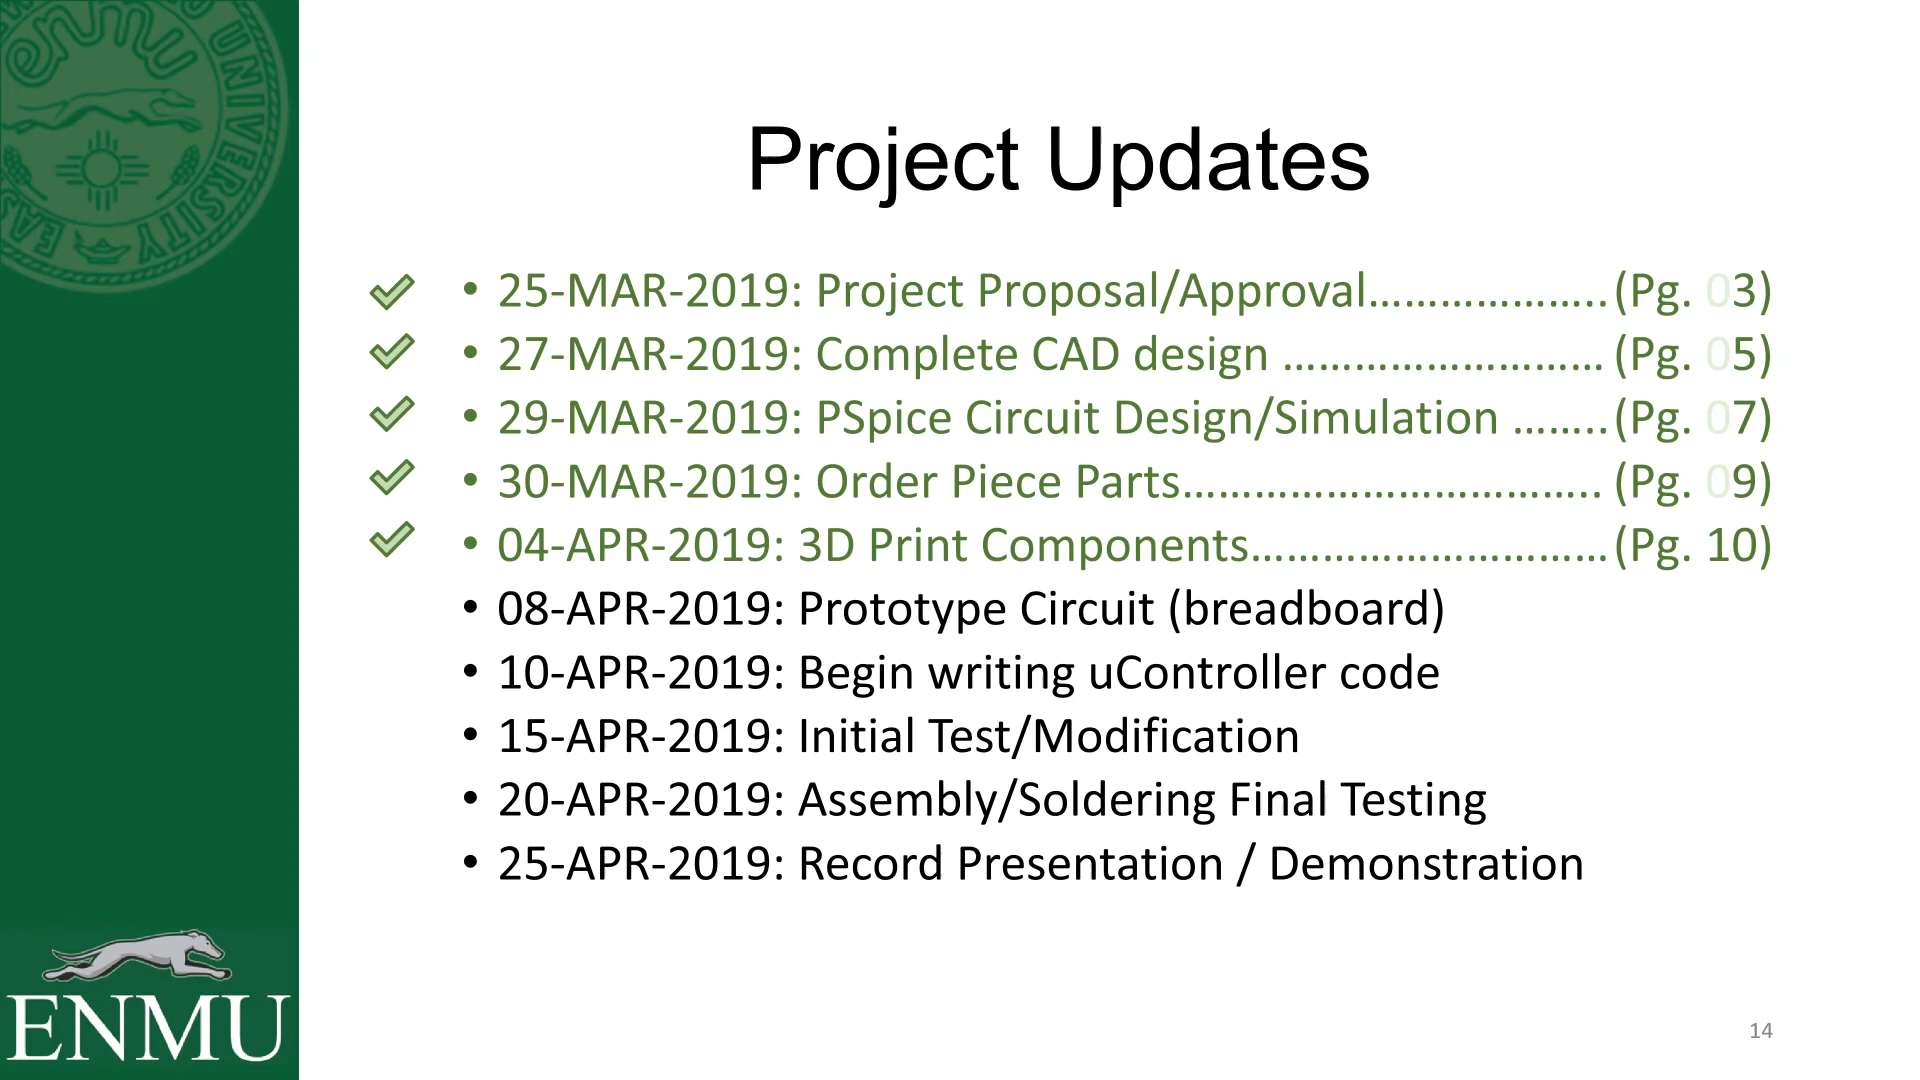 enmu
EAS UNIVERSITY
Project Updates
• 25-MAR-2019: Project Proposal/Approval……………….. (Pg. 03)
• 27-MAR-2019: Complete CAD design ……………………… (Pg. 05)
• 29-MAR-2019: PSpice Circuit Design/Simulation …….. (Pg. 07)
• 30-MAR-2019: Order Piece Parts…………………………….. (Pg. 09)
• 04-APR-2019: 3D Print Components………………………… (Pg. 10)
• 08-APR-2019: Prototype Circuit (breadboard)
• 10-APR-2019: Begin writing uController code
• 15-APR-2019: Initial Test/Modification
• 20-APR-2019: Assembly/Soldering Final Testing
• 25-APR-2019: Record Presentation / Demonstration
ENMU
14